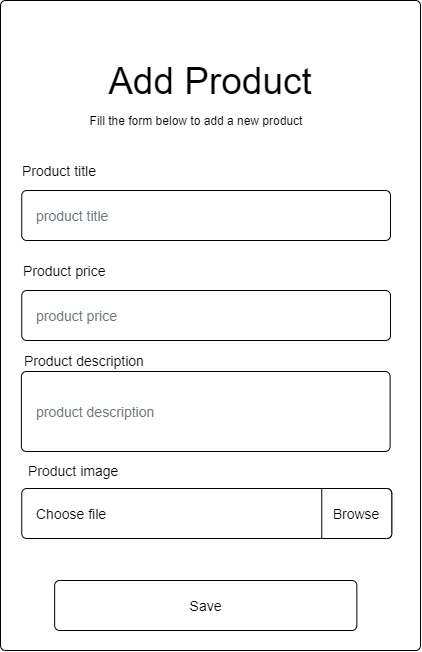 Add Product
Fill the form below to add a new product
Product title
product title
Product price
product price
Product description
product description
Product image
Choose file Browse
Save